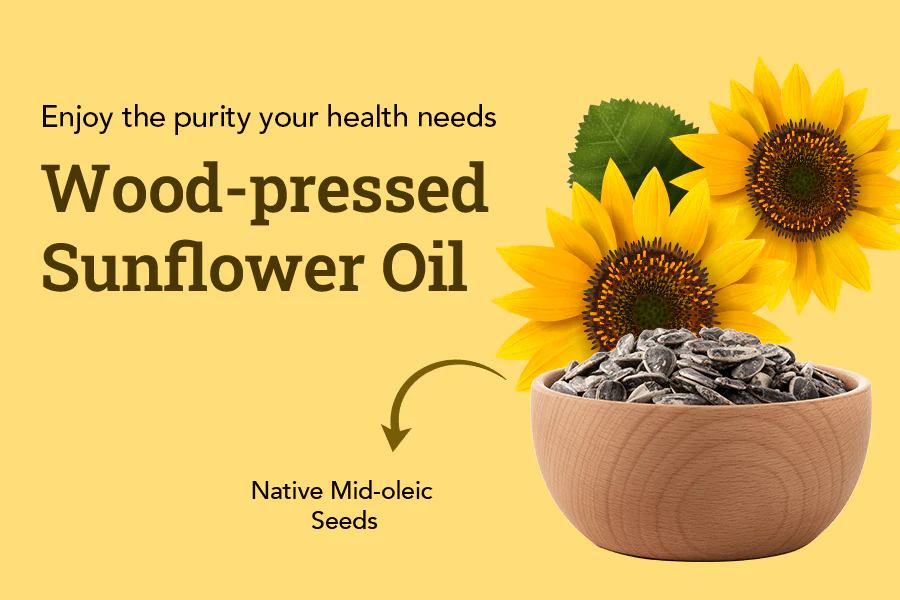 Enjoy the purity your health needs
Wood-pressed
Sunflower Oil
Native Mid-oleic
Seeds